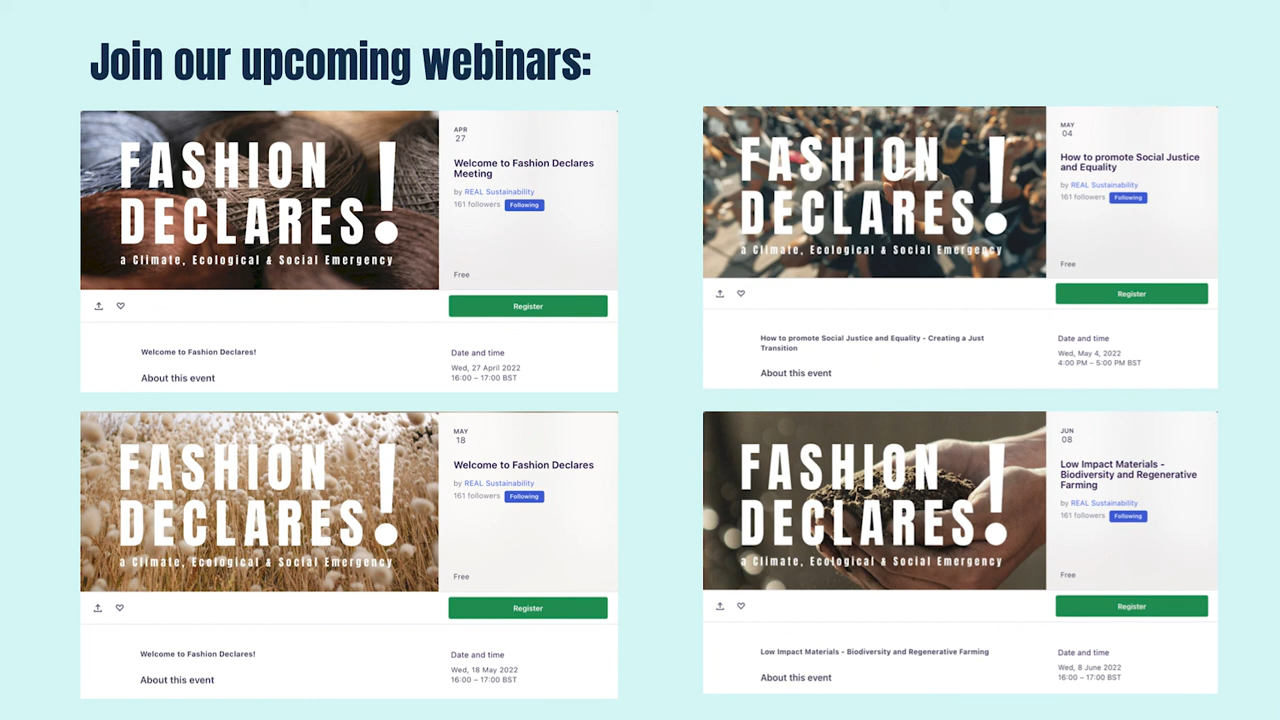 Join our upcoming webinars:
FASHION
DECLARES!
a Climate, Ecological & Social Emergency
APR
27
Welcome to Fashion Declares
Meeting
by REAL Sustainability
161 followers Following
Free
Register
Welcome to Fashion Declares!
About this event
Date and time
Wed, 27 April 2022
16:00 – 17:00 BST
FASHION
DECLARES!
a Climate, Ecological & Social Emergency
MAY
04
How to promote Social Justice
and Equality
by REAL Sustainability
161 followers Following
Free
Register
How to promote Social Justice and Equality - Creating a Just
Transition
About this event
Date and time
Wed, May 4, 2022
4:00 PM – 5:00 PM BST
FASHION
DECLARES!
a Climate, Ecological & Social Emergency
MAY
18
Welcome to Fashion Declares
by REAL Sustainability
161 followers Following
Free
Register
Welcome to Fashion Declares!
About this event
Date and time
Wed, 18 May 2022
16:00 – 17:00 BST
FASHION
DECLARES!
a Climate, Ecological & Social Emergency
JUN
08
Low Impact Materials -
Biodiversity and Regenerative
Farming
by REAL Sustainability
161 followers Following
Free
Register
Low Impact Materials - Biodiversity and Regenerative Farming
About this event
Date and time
Wed, 8 June 2022
16:00 – 17:00 BST